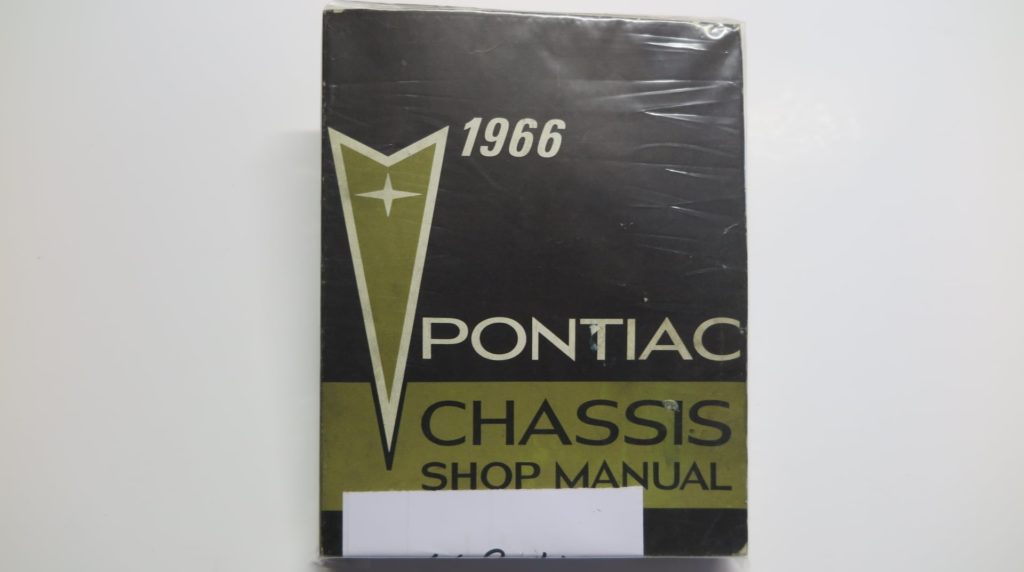 1966
PONTIAC
CHASSIS
SHOP MANUAL